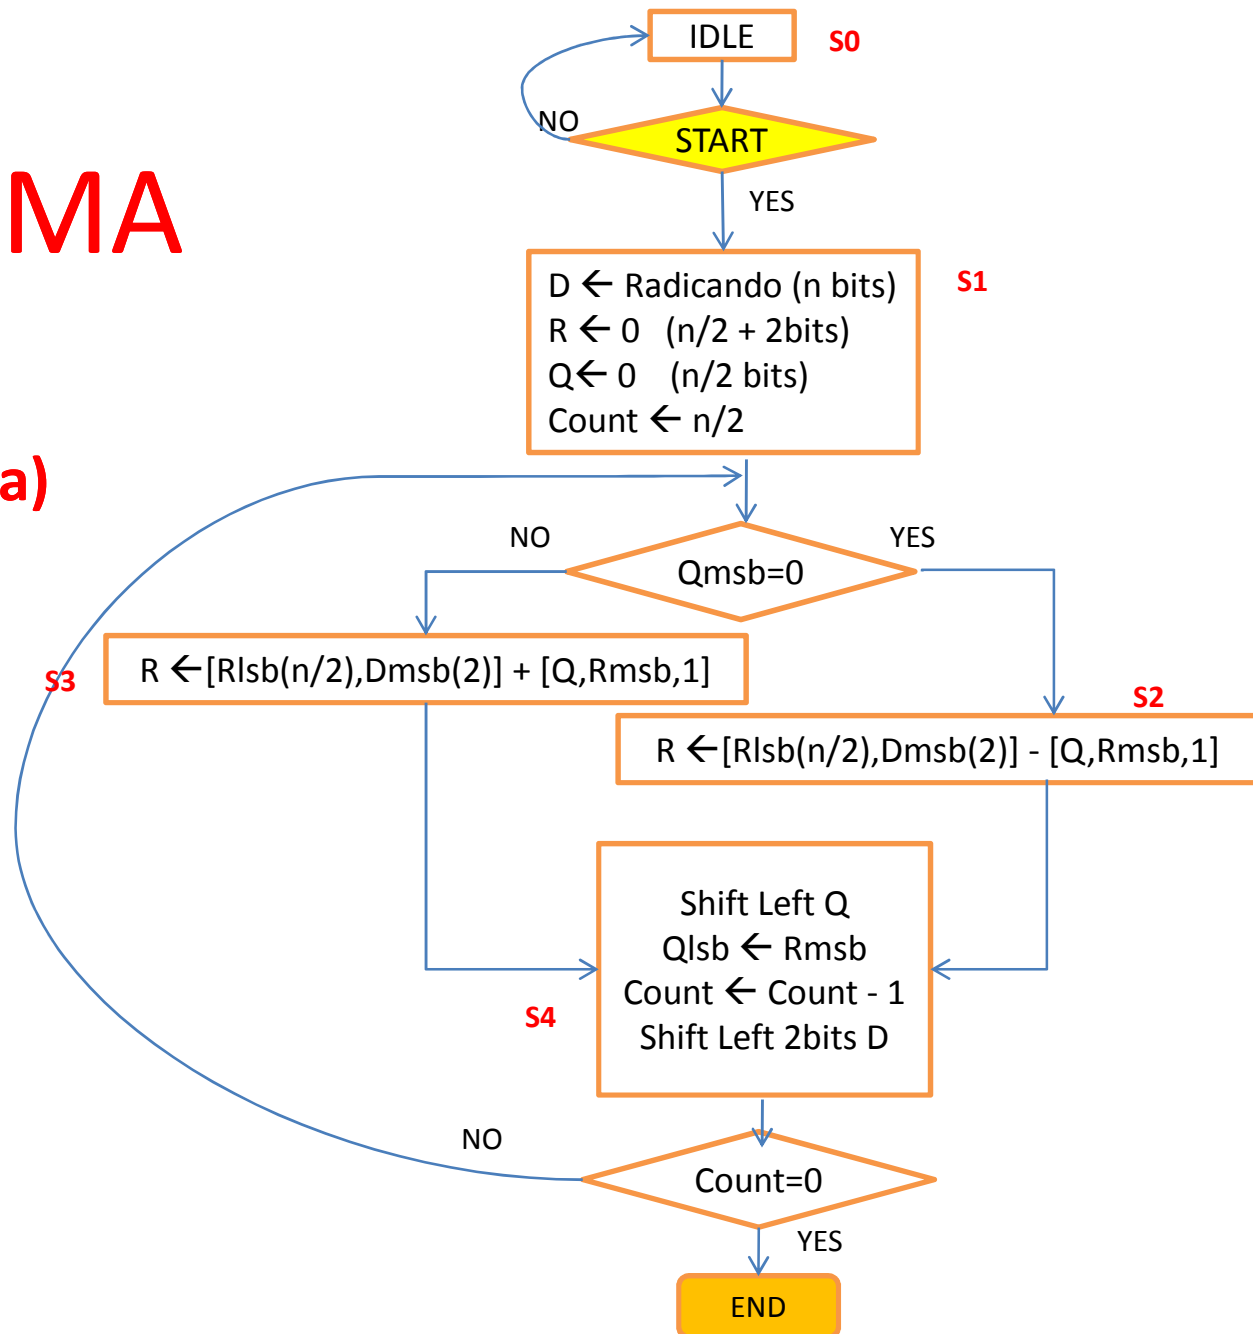 IDLE
S0
NO
START
MA
YES
D ← Radicando (n bits)
S1
R ← 0 (n/2 + 2bits)
Q← 0 (n/2 bits)
Count ← n/2
a)
NO
YES
Qmsb=0
S3
R ←[Rlsb(n/2),Dmsb(2)] + [Q,Rmsb,1]
S2
R ←[Rlsb(n/2),Dmsb(2)] - [Q,Rmsb,1]
Shift Left Q
Qlsb ← Rmsb
Count ← Count - 1
S4
Shift Left 2bits D
NO
Count=0
YES
END